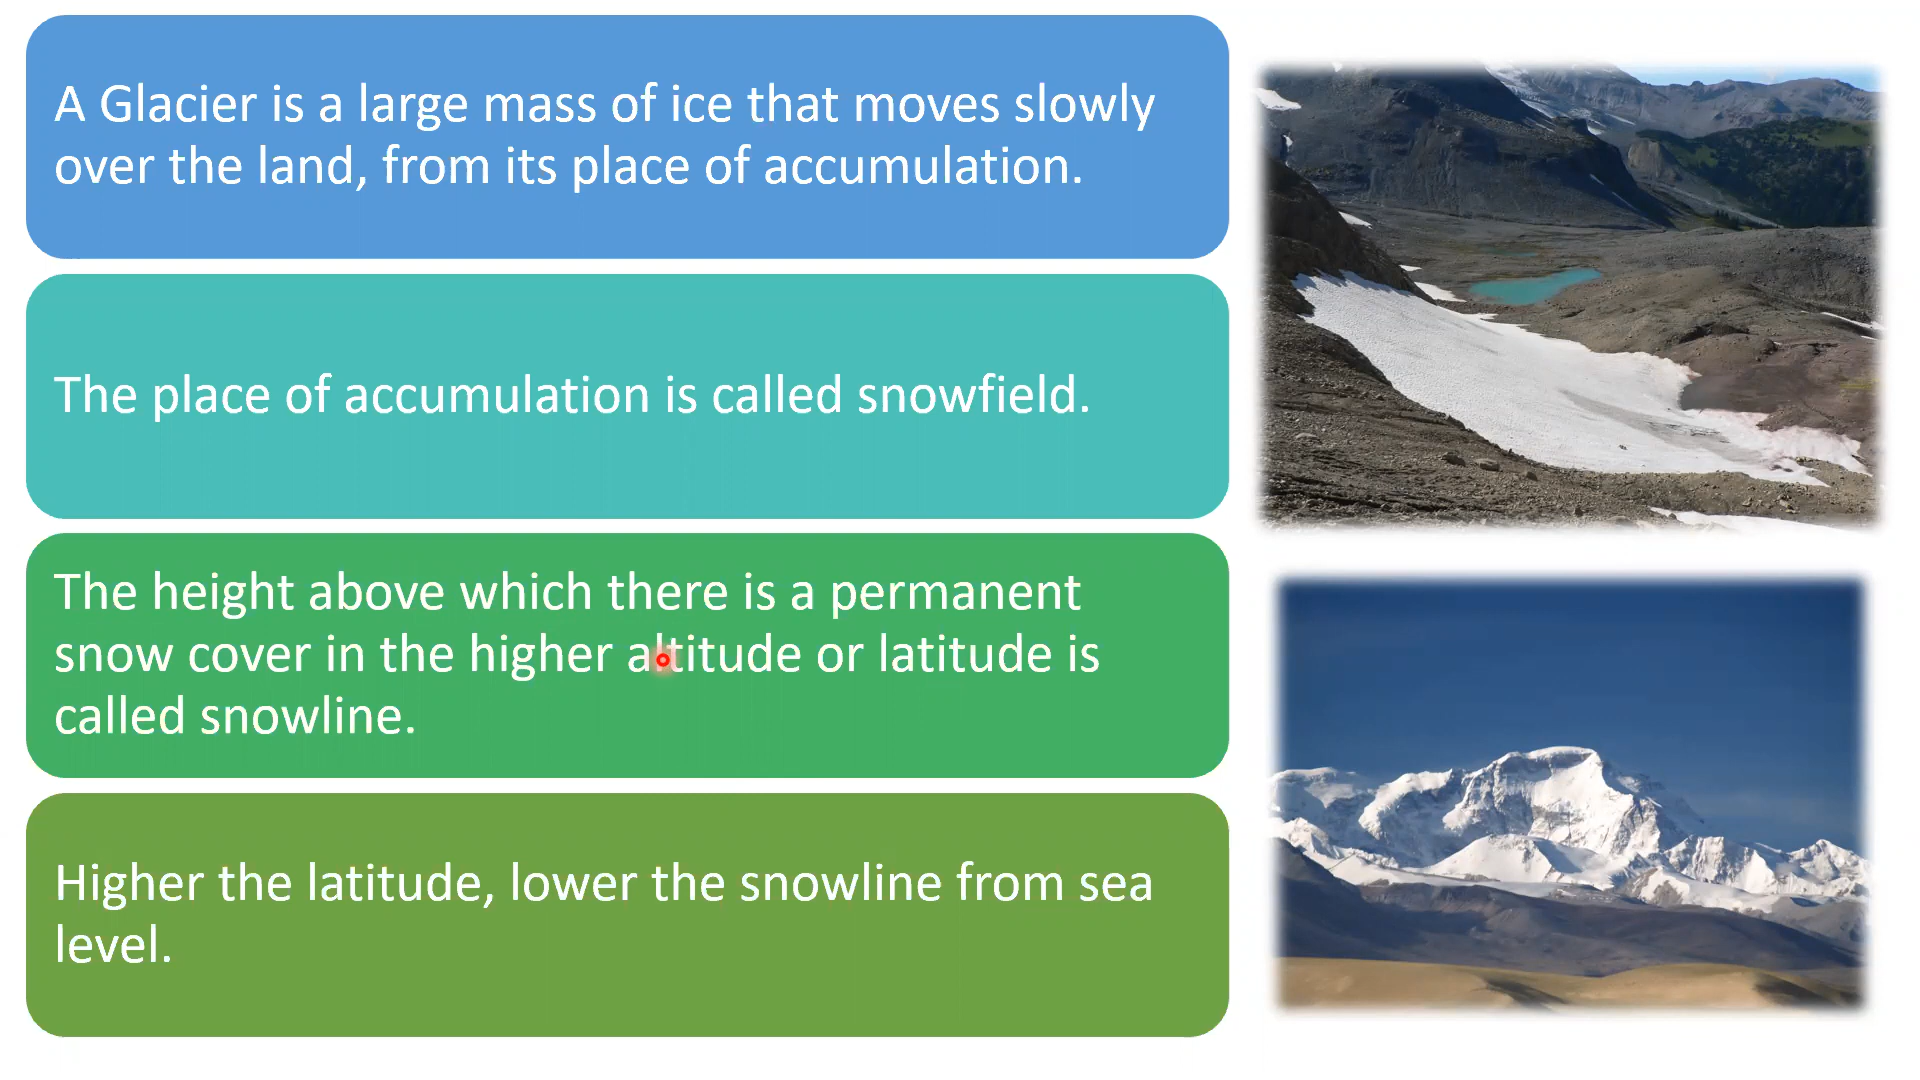 A Glacier is a large mass of ice that moves slowly
over the land, from its place of accumulation.
The place of accumulation is called snowfield.
The height above which there is a permanent
snow cover in the higher altitude or latitude is
called snowline.
Higher the latitude, lower the snowline from sea
level.